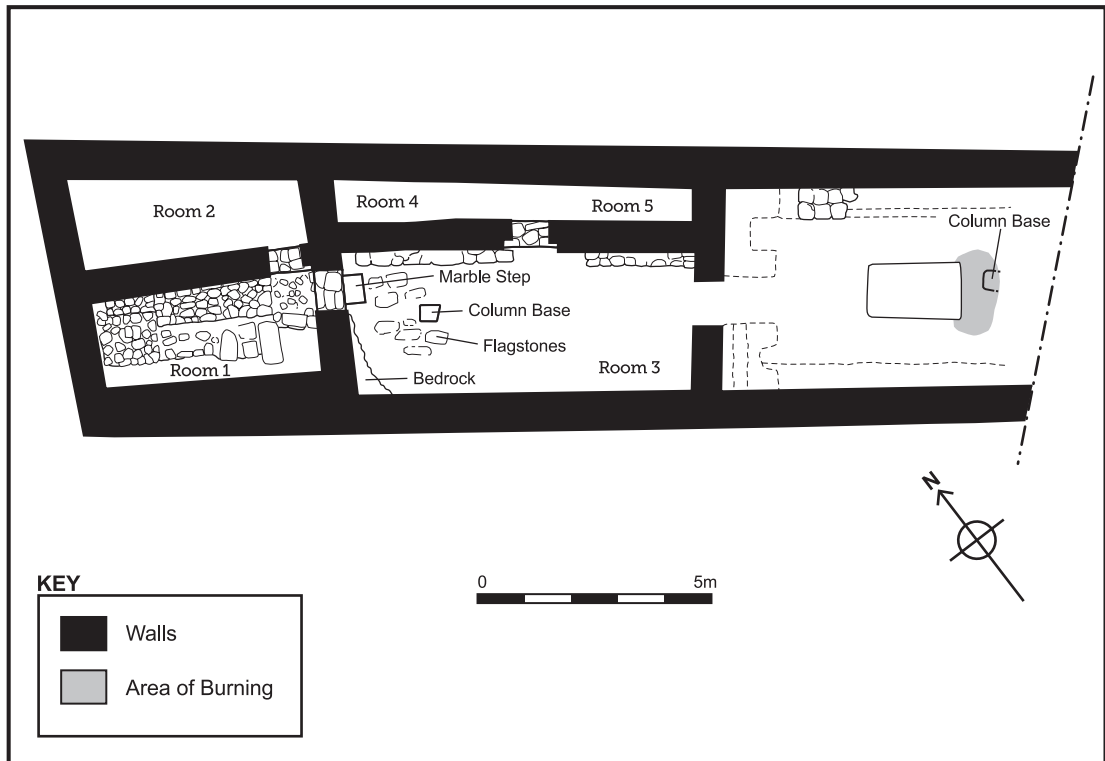 Room 2
Room 4
Room 5
Column Base
Marble Step
Column Base
Flagstones
Room 1
Bedrock
Room 3
N
KEY
Walls
Area of Burning
0 5m